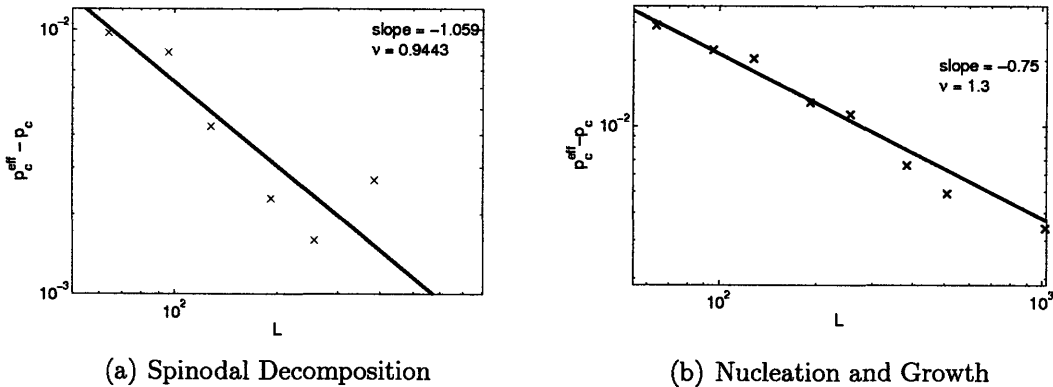 10⁻²
slope = −1.059
ν = 0.9443
p_c^eff − p_c
10⁻³
10²
L
(a) Spinodal Decomposition
slope = −0.75
ν = 1.3
10⁻²
p_c^eff−p_c
10²
10³
L
(b) Nucleation and Growth